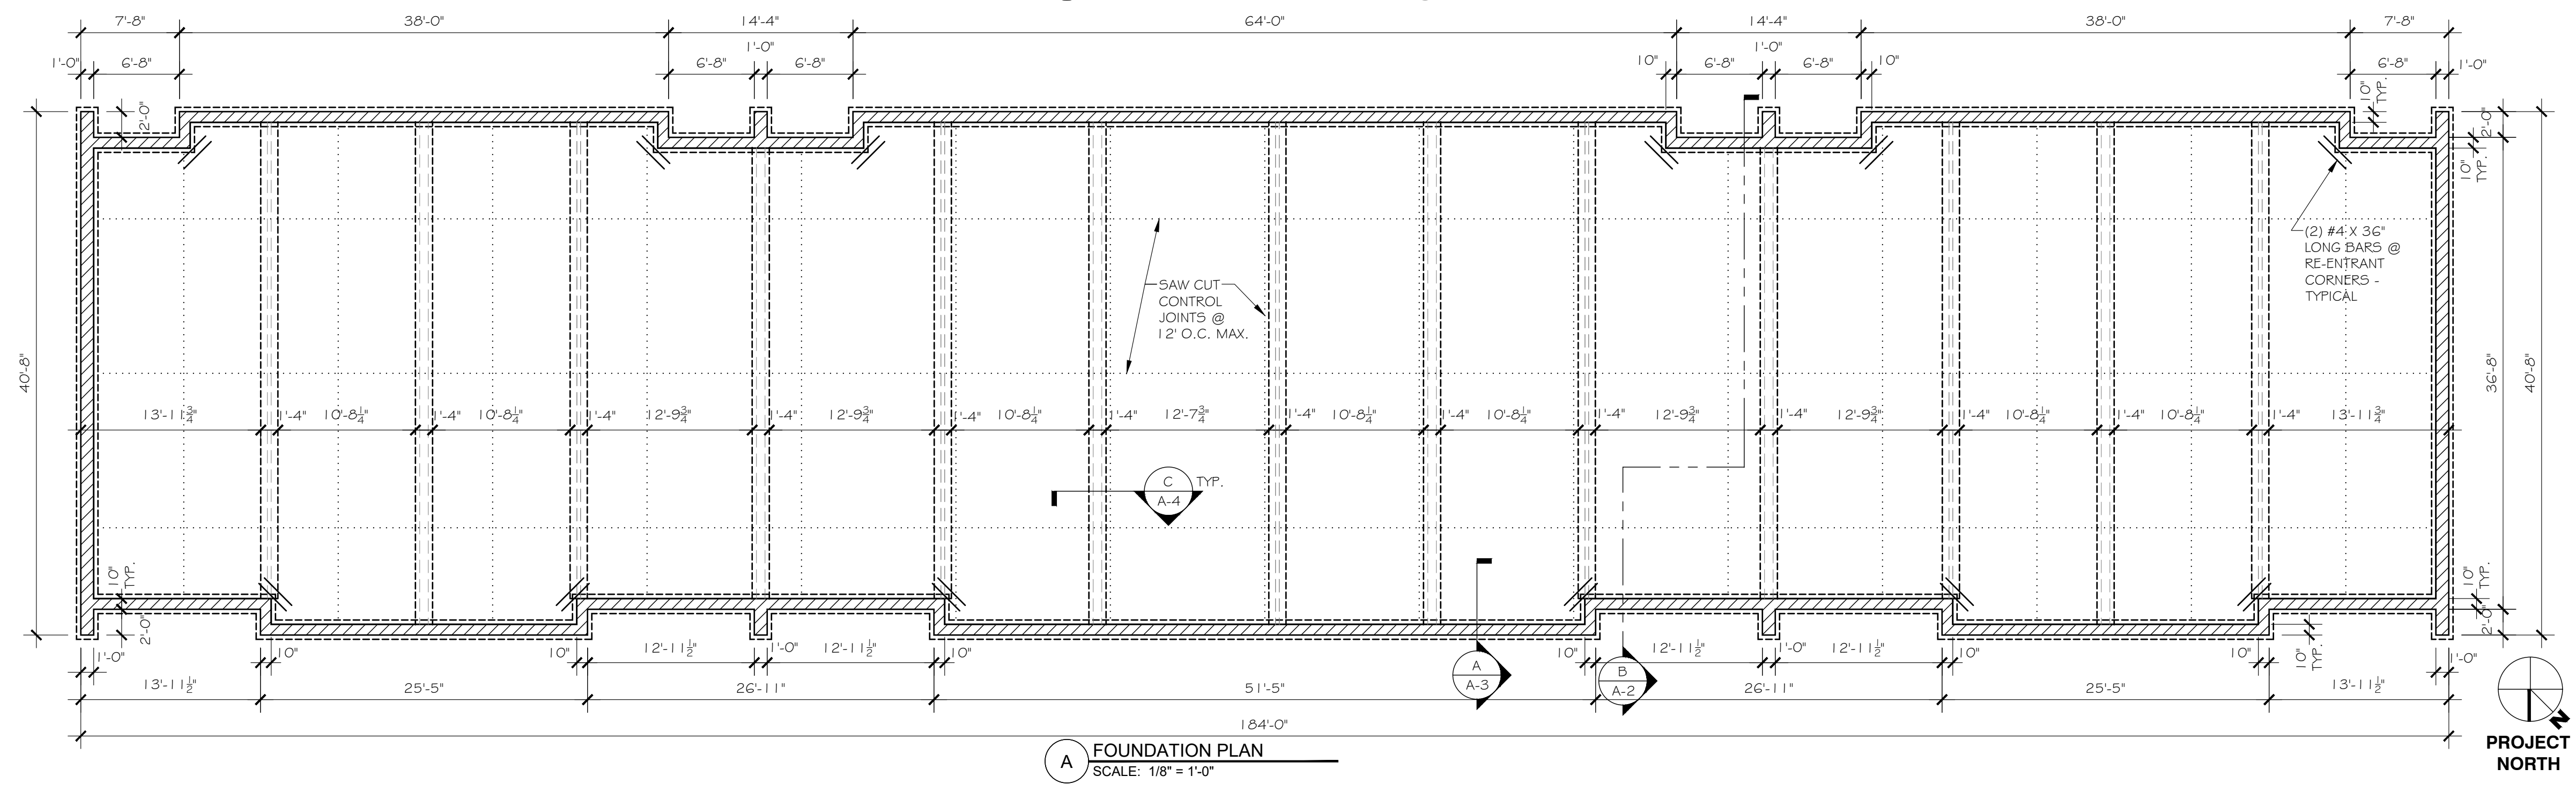 7'-8" 38'-0" 14'-4" 64'-0" 14'-4" 38'-0" 7'-8"
1'-0" 1'-0"
1'-0" 6'-8" 6'-8" 6'-8" 10" 6'-8" 6'-8" 10" 6'-8" 1'-0"
2'-0" 10" TYP. 2'-0"
10" TYP.
(2) #4 X 36"
LONG BARS @
RE-ENTRANT
CORNERS -
TYPICAL
SAW CUT
CONTROL
JOINTS @
12' O.C. MAX.
40'-8" 36'-8" 40'-8"
13'-11 3/4" 1'-4" 10'-8 1/4" 1'-4" 10'-8 1/4" 1'-4" 12'-9 3/4" 1'-4" 12'-9 3/4" 1'-4" 10'-8 1/4" 1'-4" 12'-7 3/4" 1'-4" 10'-8 1/4" 1'-4" 10'-8 1/4" 1'-4" 12'-9 3/4" 1'-4" 12'-9 3/4" 1'-4" 10'-8 1/4" 1'-4" 10'-8 1/4" 1'-4" 13'-11 3/4"
C TYP.
A-4
10" TYP. 10" TYP.
2'-0" 2'-0"
1'-0" 10" 10" 12'-11 1/2" 1'-0" 12'-11 1/2" 10" 10" 12'-11 1/2" 1'-0" 12'-11 1/2" 10" 10" 10" TYP. 1'-0"
A
A-3
B
A-2
13'-11 1/2" 25'-5" 26'-11" 51'-5" 26'-11" 25'-5" 13'-11 1/2"
184'-0"
N
PROJECT
NORTH
A FOUNDATION PLAN
SCALE: 1/8" = 1'-0"